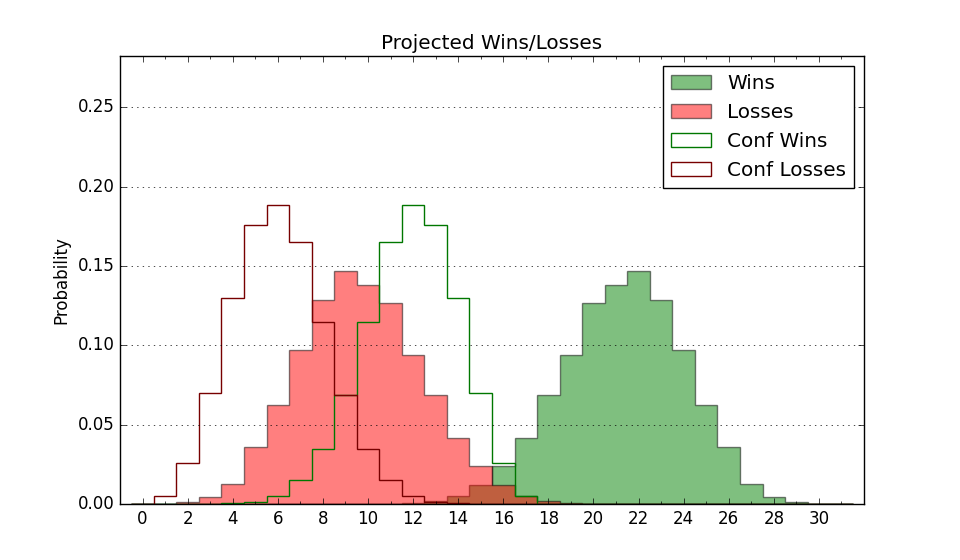 Projected Wins/Losses
Wins
Losses
Conf Wins
Conf Losses
Probability
0.25
0.20
0.15
0.10
0.05
0.00
0 2 4 6 8 10 12 14 16 18 20 22 24 26 28 30